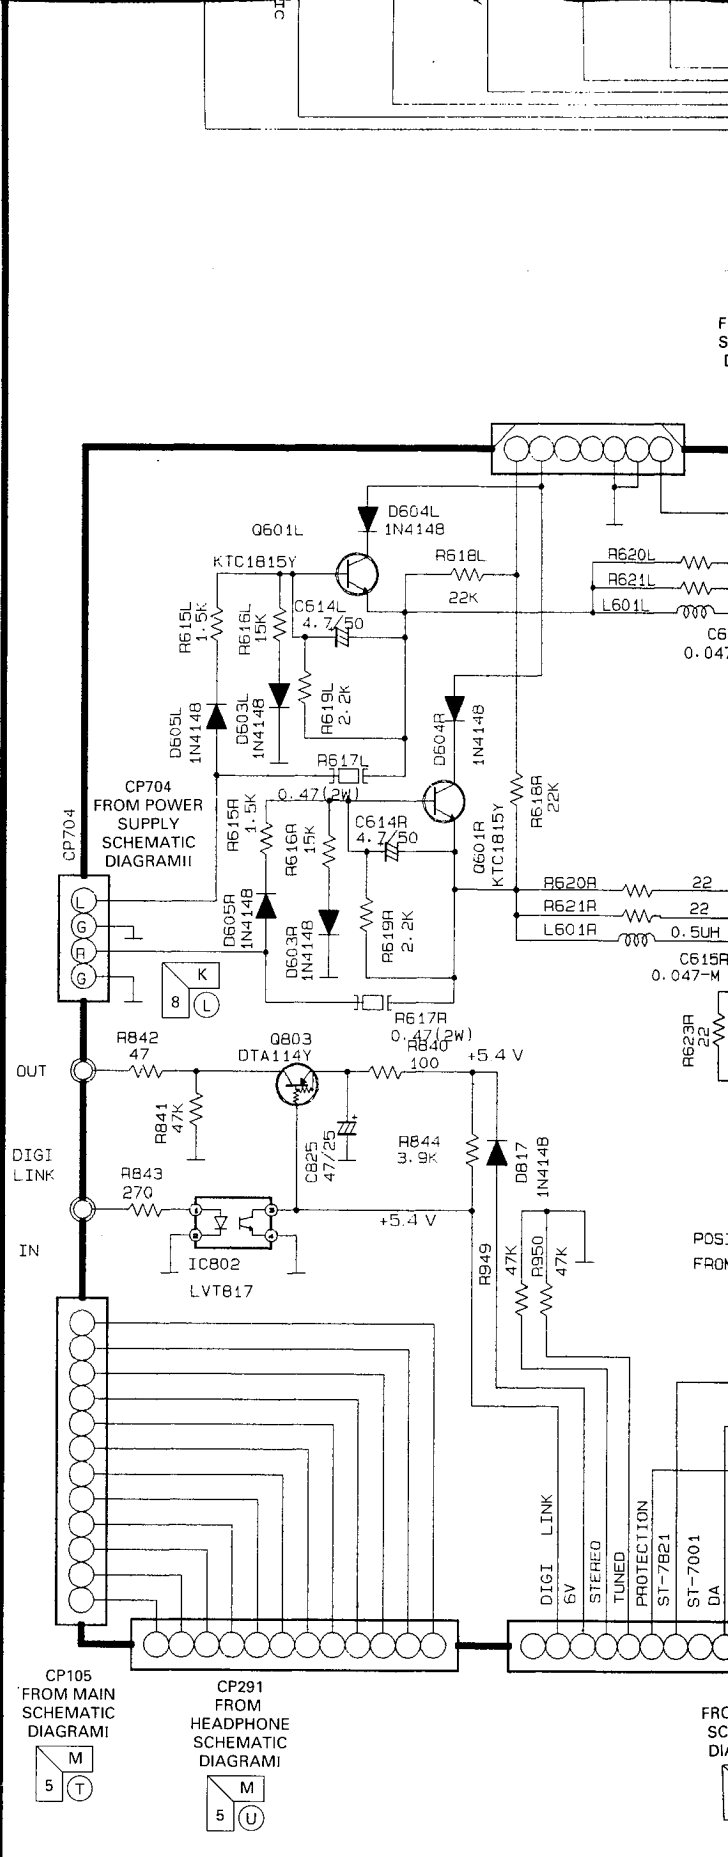 IC
D604L
1N4148
Q601L
KTC1815Y
R618L
22K
R620L
R621L
L601L
R615L
1.5K
R616L
15K
C614L
4.7/50
R619L
2.2K
D605L
1N4148
D603L
1N4148
D604R
1N4148
R617L
0.47(2W)
CP704
FROM POWER
SUPPLY
SCHEMATIC
DIAGRAMII
CP704
R615R
1.5K
R616R
15K
C614R
4.7/50
Q601R
KTC1815Y
R618R
22K
L
G
R
G
D605R
1N4148
D603R
1N4148
R619R
2.2K
R620R
22
R621R
22
L601R
0.5UH
C615R
0.047-M
K
8
L
R617R
0.47(2W)
R623R
22
OUT
R842
47
Q803
DTA114Y
R840
100
+5.4 V
R841
47K
C825
47/25
+
R844
3.9K
D817
1N4148
DIGI
LINK
R843
270
1
2
3
4
IC802
LVT817
+5.4 V
IN
R949
47K
R950
47K
DIGI LINK
6V
STEREO
TUNED
PROTECTION
ST-7821
ST-7001
DA
CP105
FROM MAIN
SCHEMATIC
DIAGRAMI
M
5
T
CP291
FROM
HEADPHONE
SCHEMATIC
DIAGRAMI
M
5
U